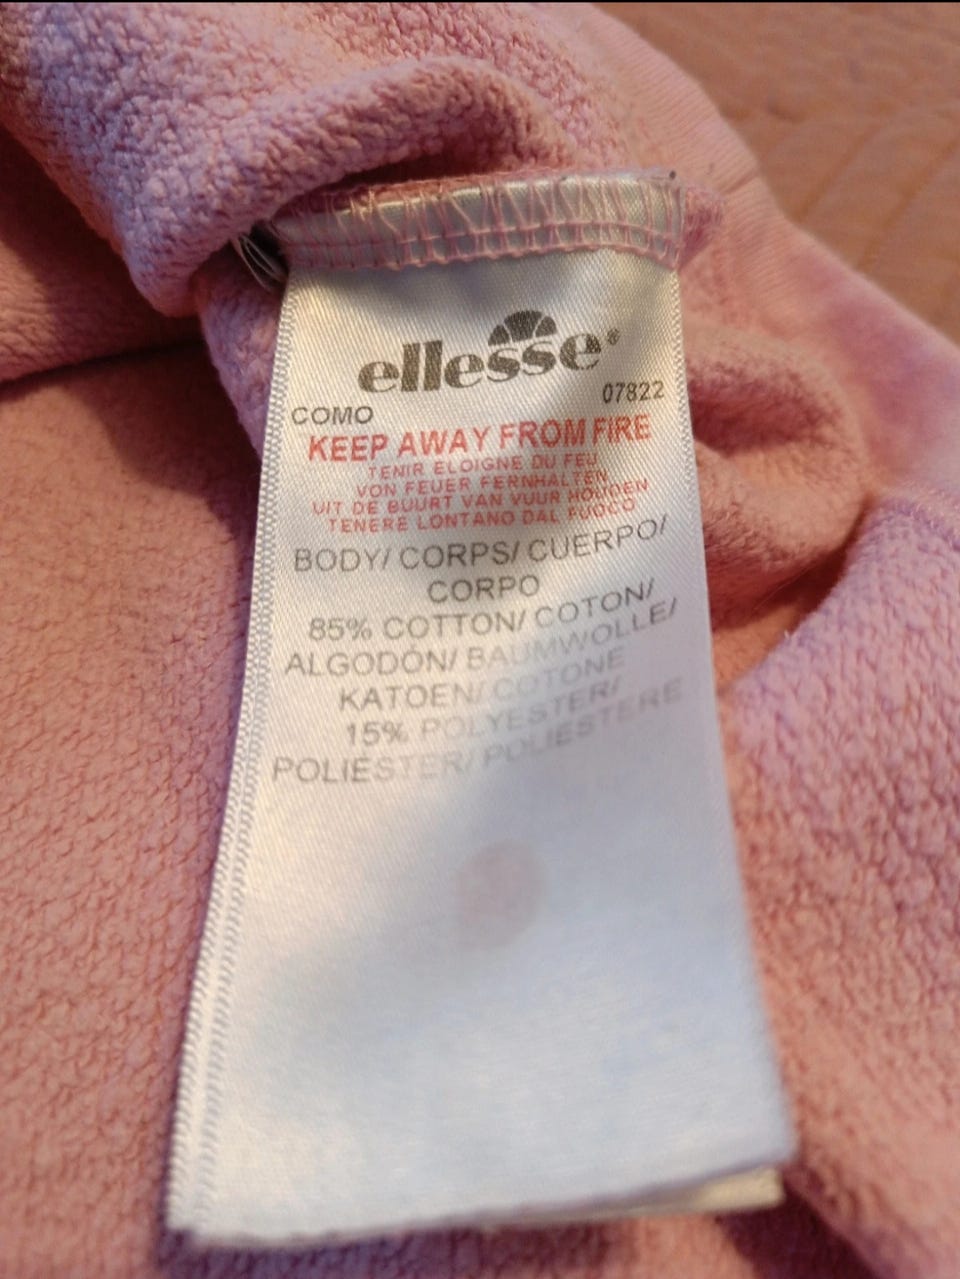 ellesse®
COMO 07822
KEEP AWAY FROM FIRE
TENIR ELOIGNE DU FEU
VON FEUER FERNHALTEN
UIT DE BUURT VAN VUUR HOUDEN
TENERE LONTANO DAL FUOCO
BODY/ CORPS/ CUERPO/
CORPO
85% COTTON/ COTON/
ALGODÓN/ BAUMWOLLE/
KATOEN/ COTONE
15% POLYESTER/
POLIESTER/ POLIESTERE